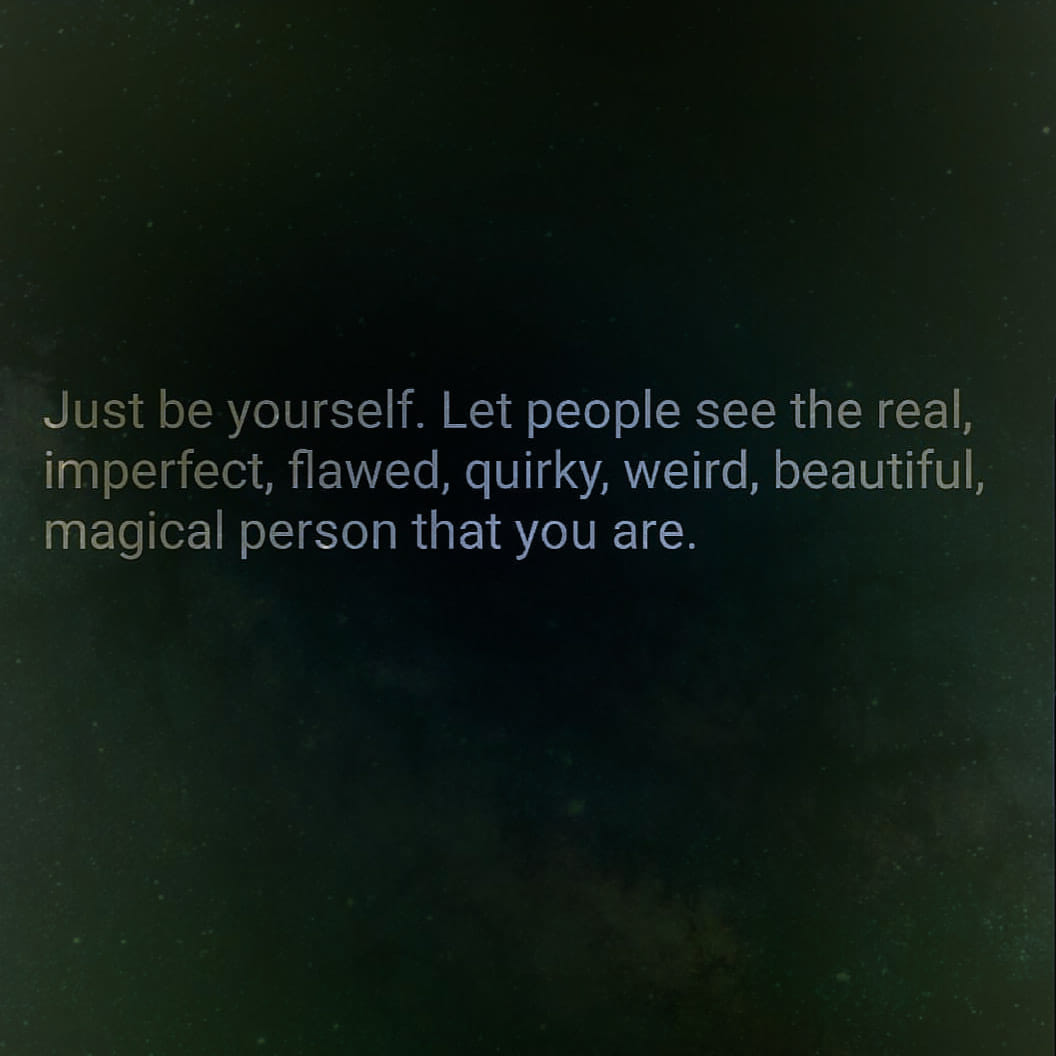 Just be yourself. Let people see the real,
imperfect, flawed, quirky, weird, beautiful,
magical person that you are.